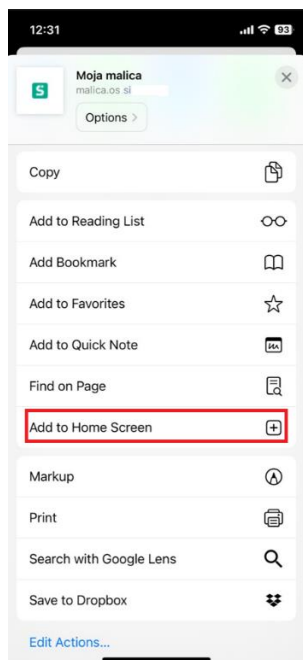 12:31
93
S
Moja malica
malica.os.si
Options >
Copy
Add to Reading List
Add Bookmark
Add to Favorites
Add to Quick Note
Find on Page
Add to Home Screen
Markup
Print
Search with Google Lens
Save to Dropbox
Edit Actions...